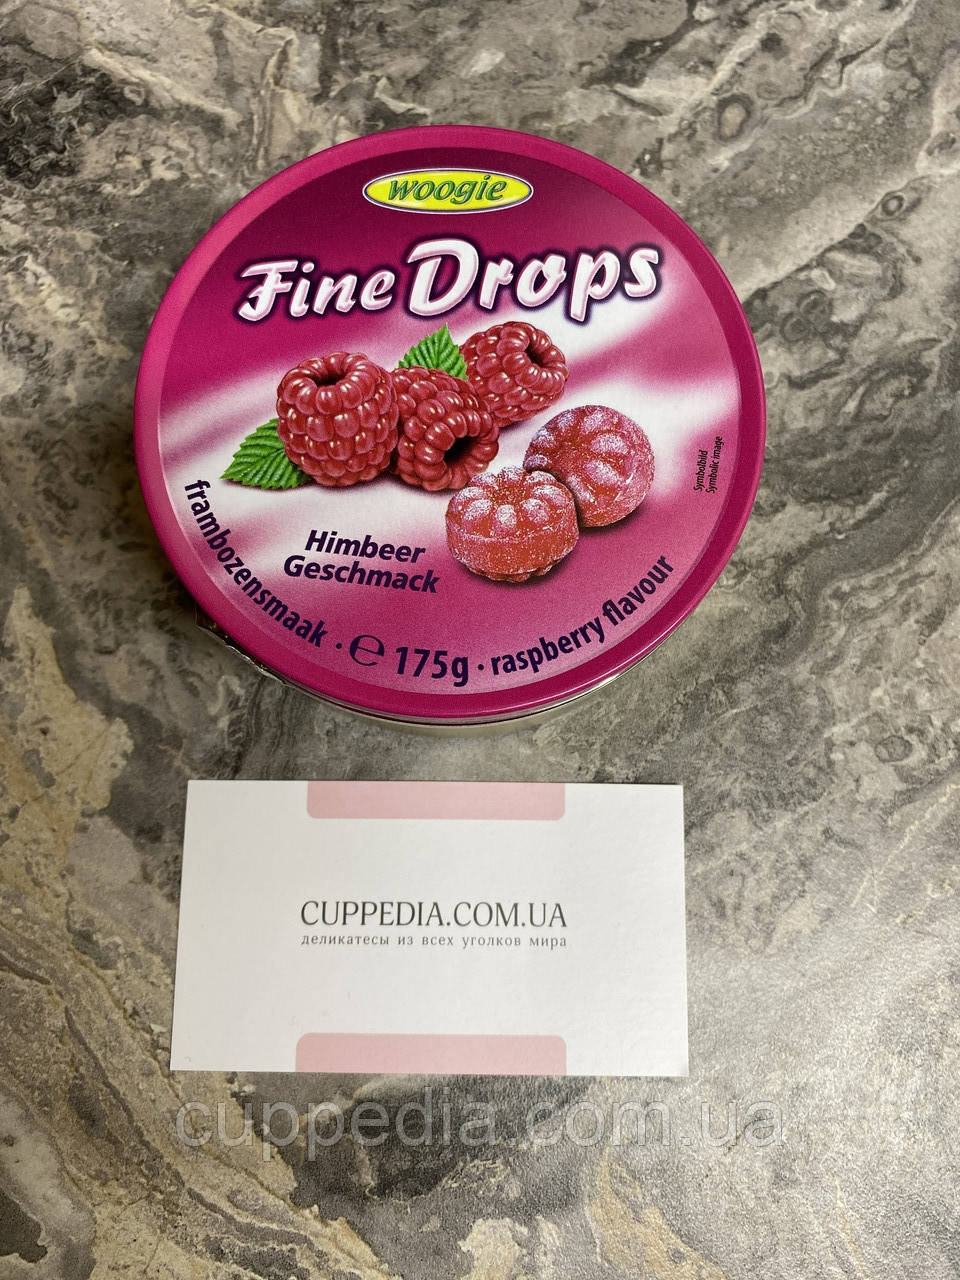 woogie
Fine Drops
Symbolbild
Symbolic image
Himbeer
Geschmack
frambozensmaak · ℮ 175g · raspberry flavour
CUPPEDIA.COM.UA
деликатесы из всех уголков мира
cuppedia.com.ua